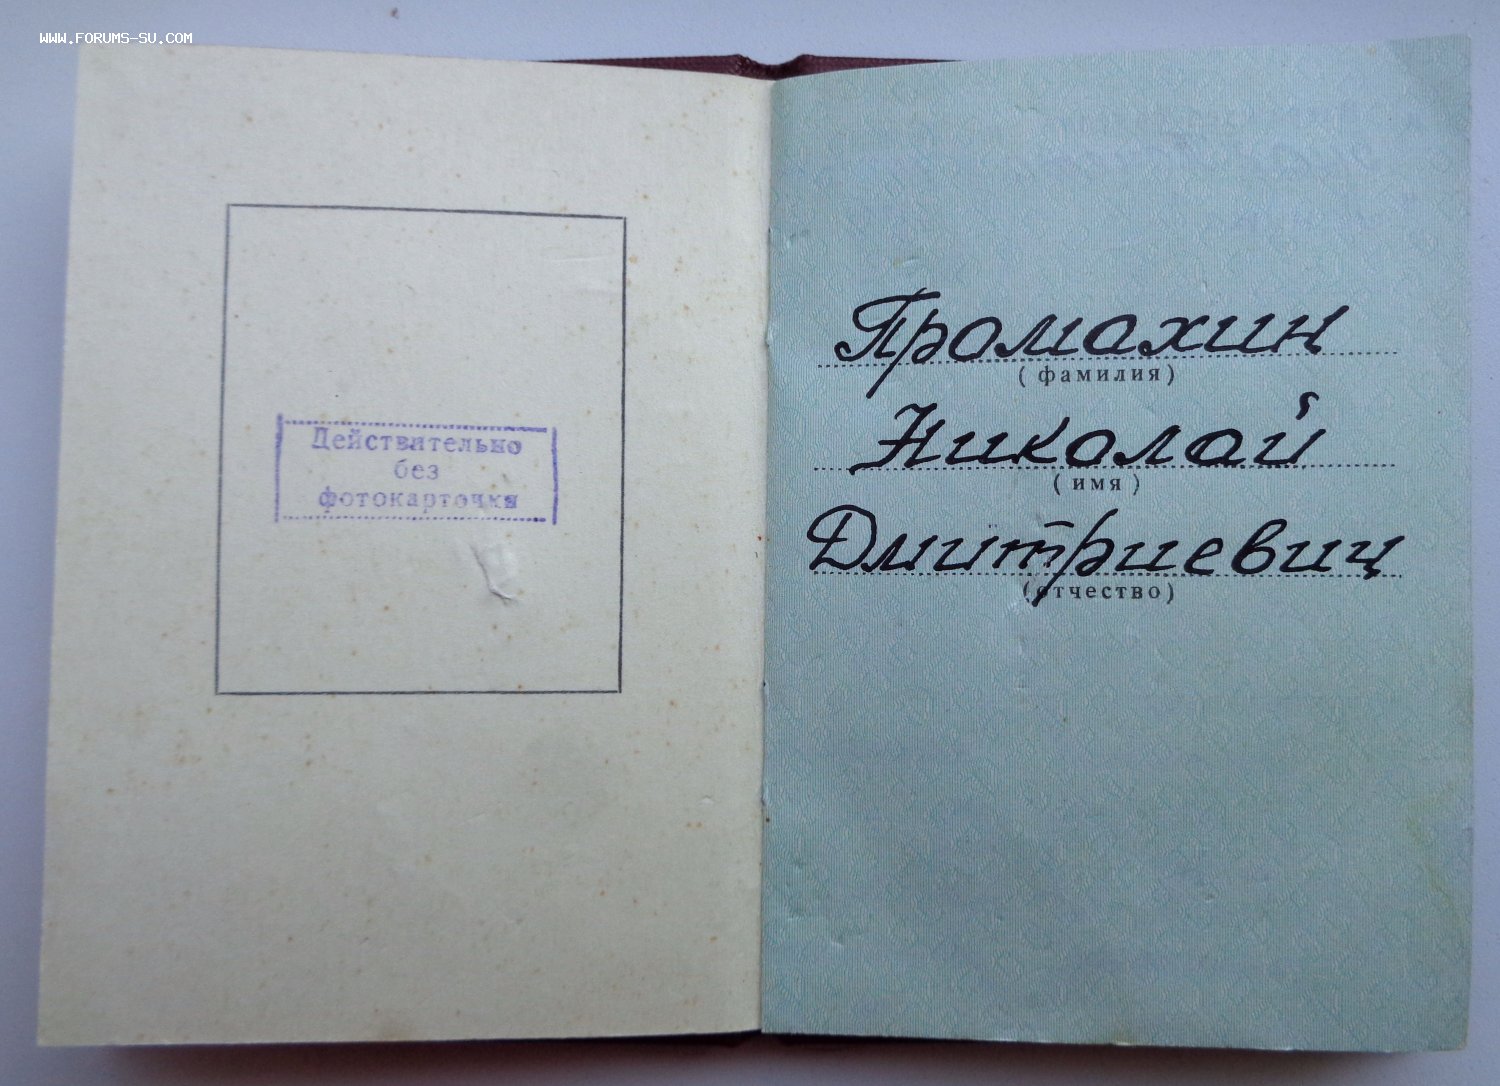 WWW.FORUMS-SU.COM
Действительно
без
фотокарточки
Промахин
(фамилия)
Николай
(имя)
Дмитриевич
(отчество)